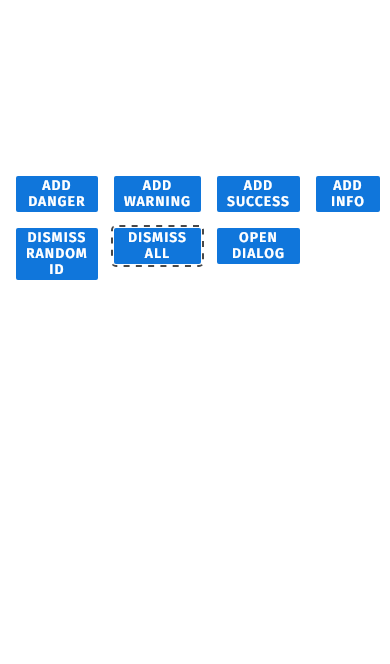 ADD
DANGER
ADD
WARNING
ADD
SUCCESS
ADD
INFO
DISMISS
RANDOM
ID
DISMISS
ALL
OPEN
DIALOG